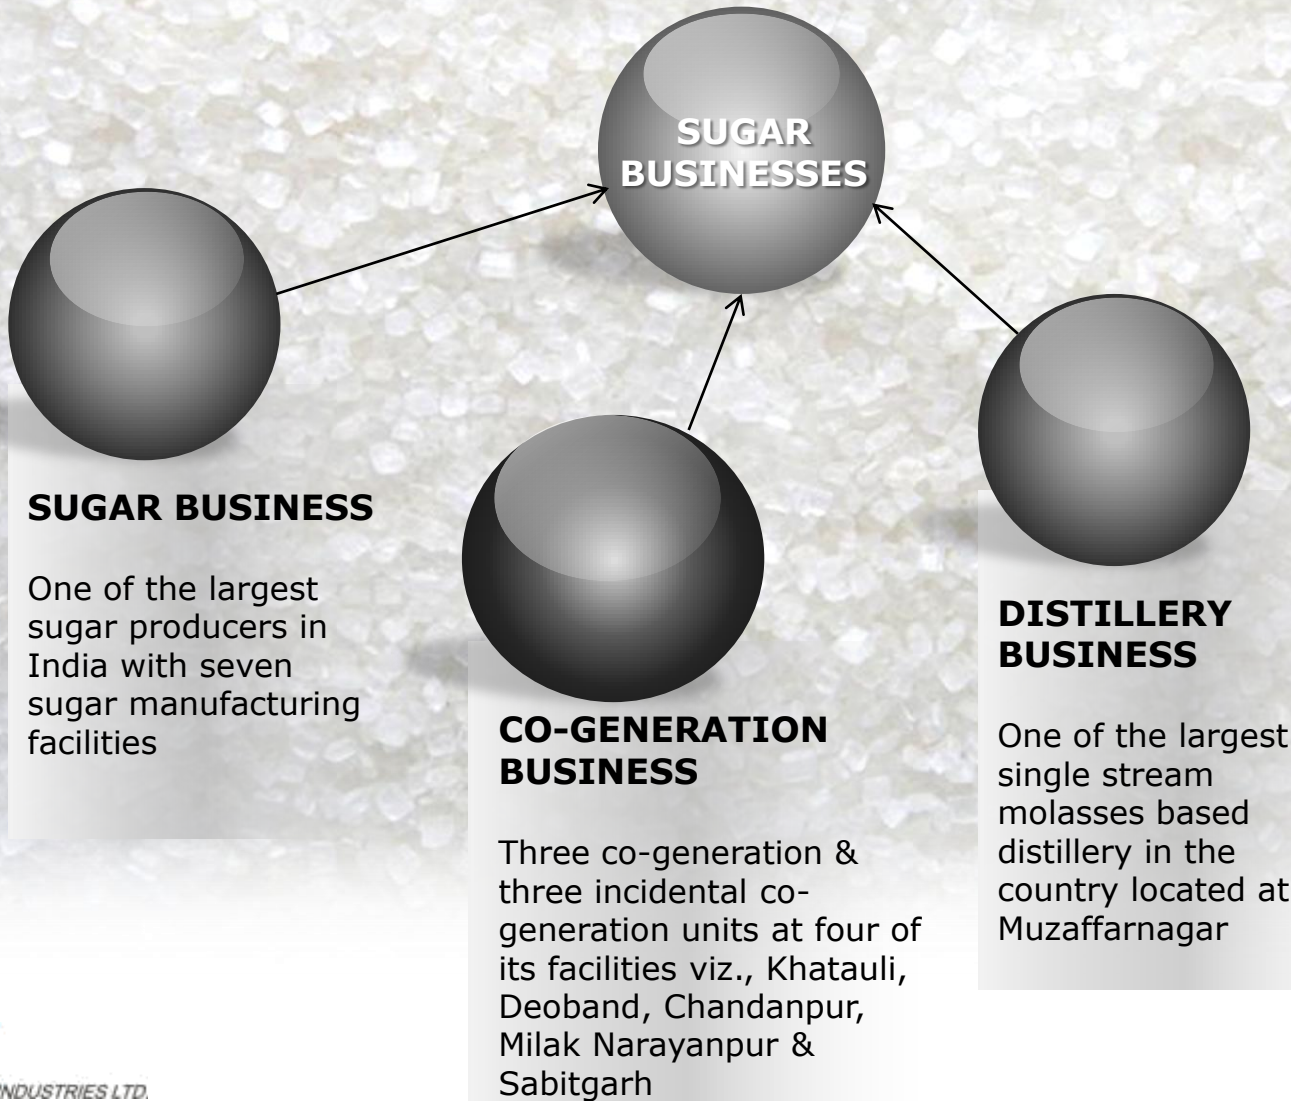 SUGAR
BUSINESSES
SUGAR BUSINESS
One of the largest
sugar producers in
India with seven
sugar manufacturing
facilities
CO-GENERATION
BUSINESS
Three co-generation &
three incidental co-
generation units at four of
its facilities viz., Khatauli,
Deoband, Chandanpur,
Milak Narayanpur &
Sabitgarh
DISTILLERY
BUSINESS
One of the largest
single stream
molasses based
distillery in the
country located at
Muzaffarnagar
INDUSTRIES LTD.